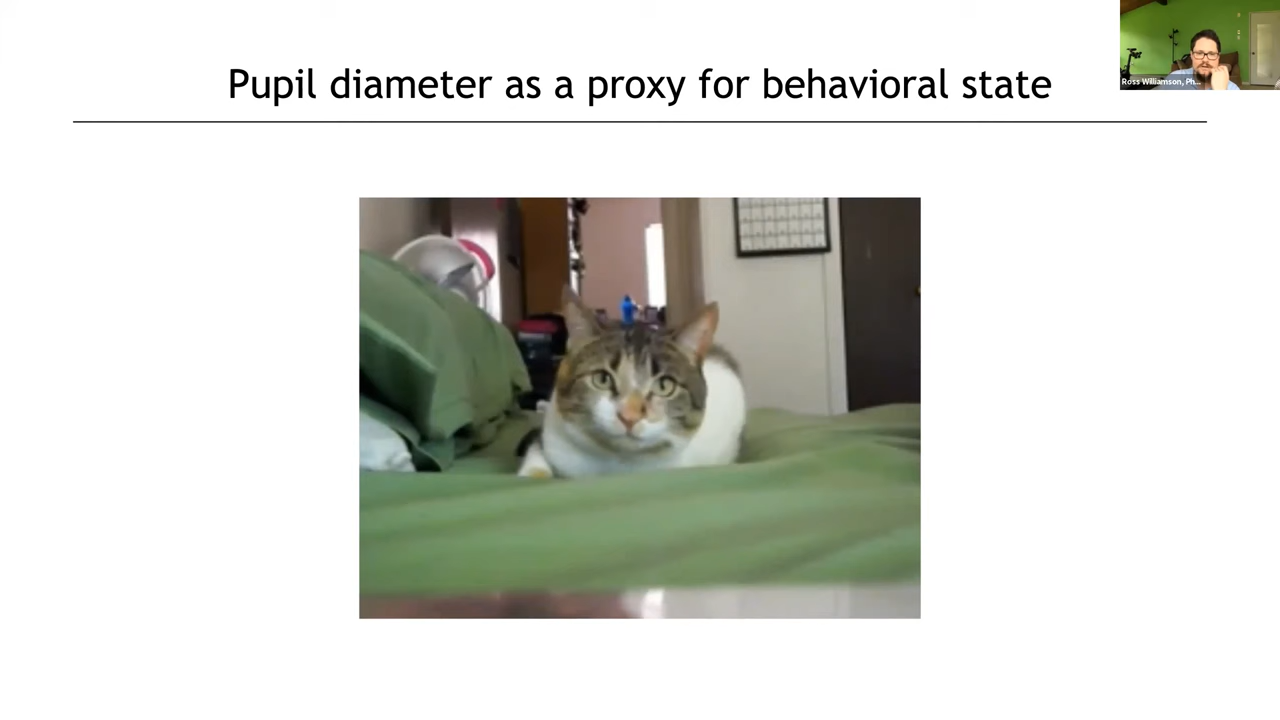 Pupil diameter as a proxy for behavioral state
Ross Williamson, Ph...